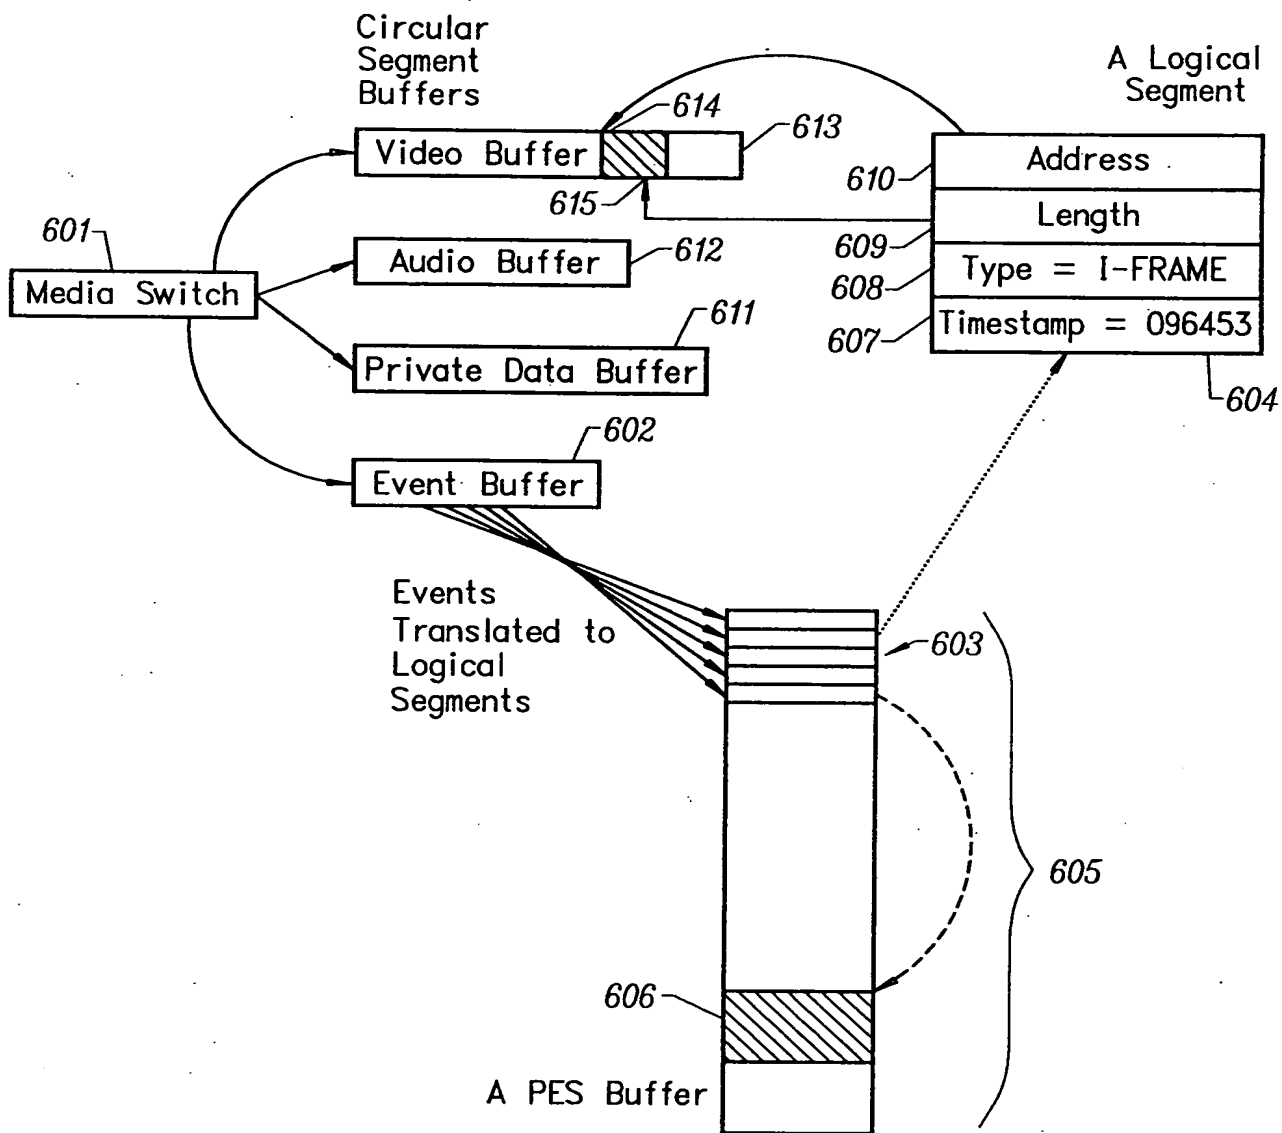 Circular
Segment
Buffers
A Logical
Segment
614
613
Video Buffer
615
610
Address
609
Length
608
Type = I-FRAME
607
Timestamp = 096453
604
601
Media Switch
612
Audio Buffer
611
Private Data Buffer
602
Event Buffer
Events
Translated to
Logical
Segments
603
605
606
A PES Buffer